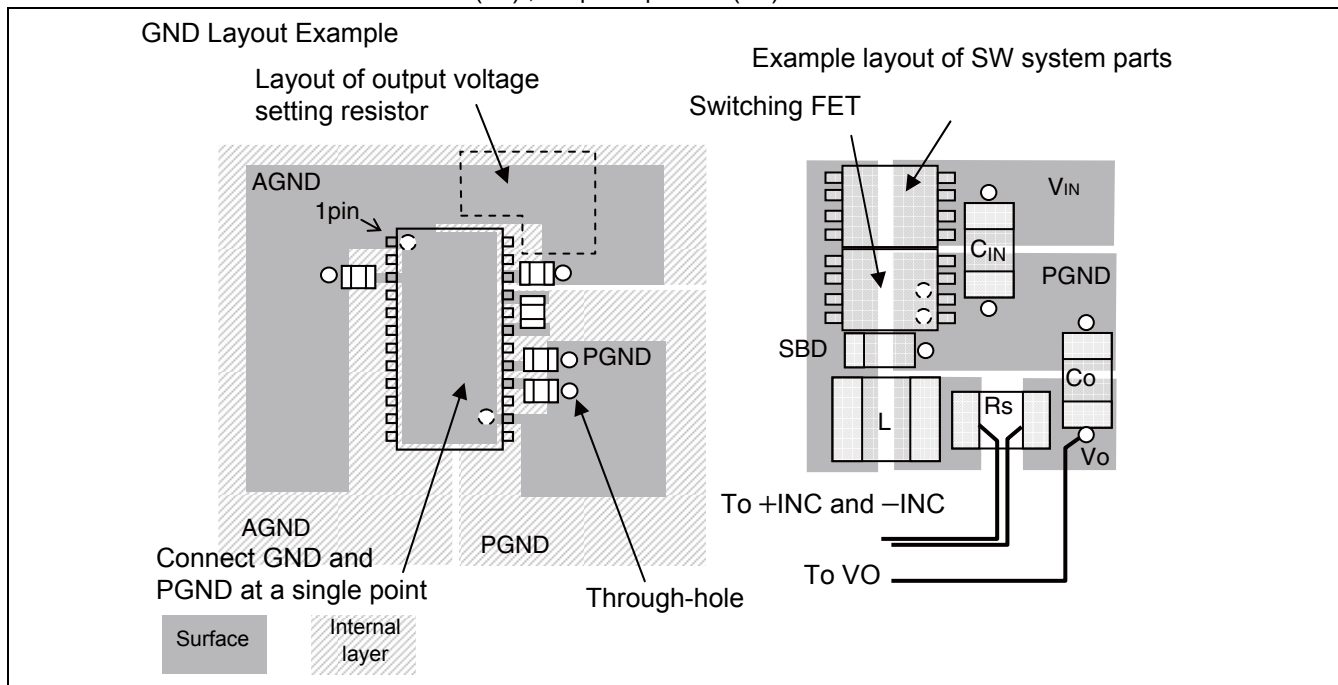 GND Layout Example
Layout of output voltage
setting resistor
AGND
1pin
PGND
AGND
PGND
Connect GND and
PGND at a single point
Through-hole
Surface
Internal
layer
Example layout of SW system parts
Switching FET
VIN
CIN
PGND
SBD
Co
L
Rs
Vo
To +INC and −INC
To VO